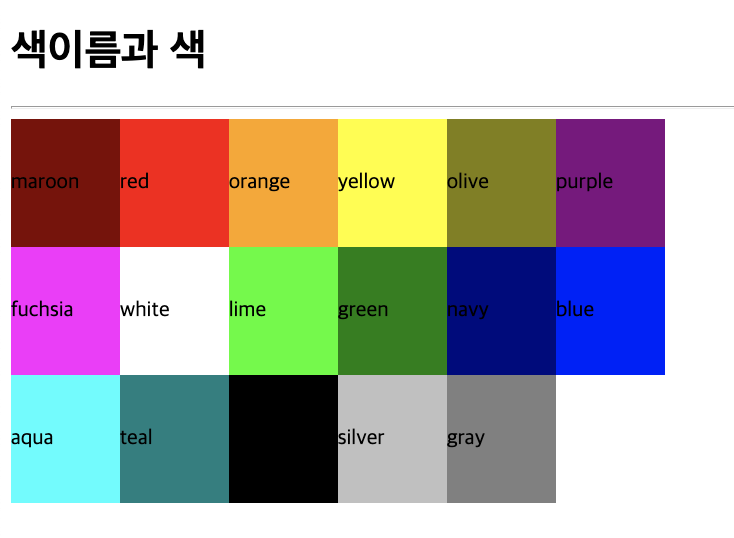 색이름과 색
maroon red orange yellow olive purple
fuchsia white lime green navy blue
aqua teal silver gray